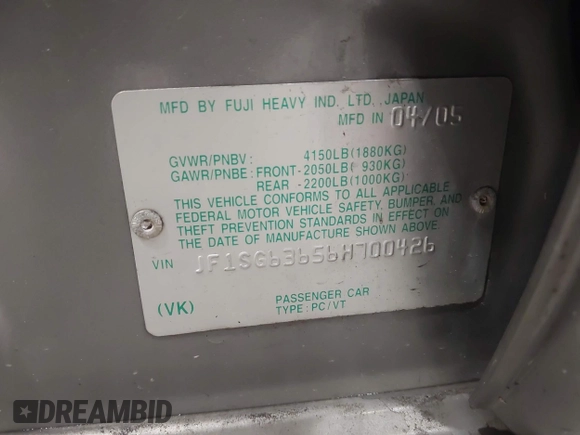 MFD BY FUJI HEAVY IND. LTD. JAPAN
MFD IN 04/05
GVWR/PNBV: 4150LB(1880KG)
GAWR/PNBE: FRONT-2050LB( 930KG)
REAR -2200LB(1000KG)
THIS VEHICLE CONFORMS TO ALL APPLICABLE
FEDERAL MOTOR VEHICLE SAFETY, BUMPER, AND
THEFT PREVENTION STANDARDS IN EFFECT ON
THE DATE OF MANUFACTURE SHOWN ABOVE.
VIN JF1SG63656H700426
PASSENGER CAR
(VK) TYPE: PC/VT
DREAMBID